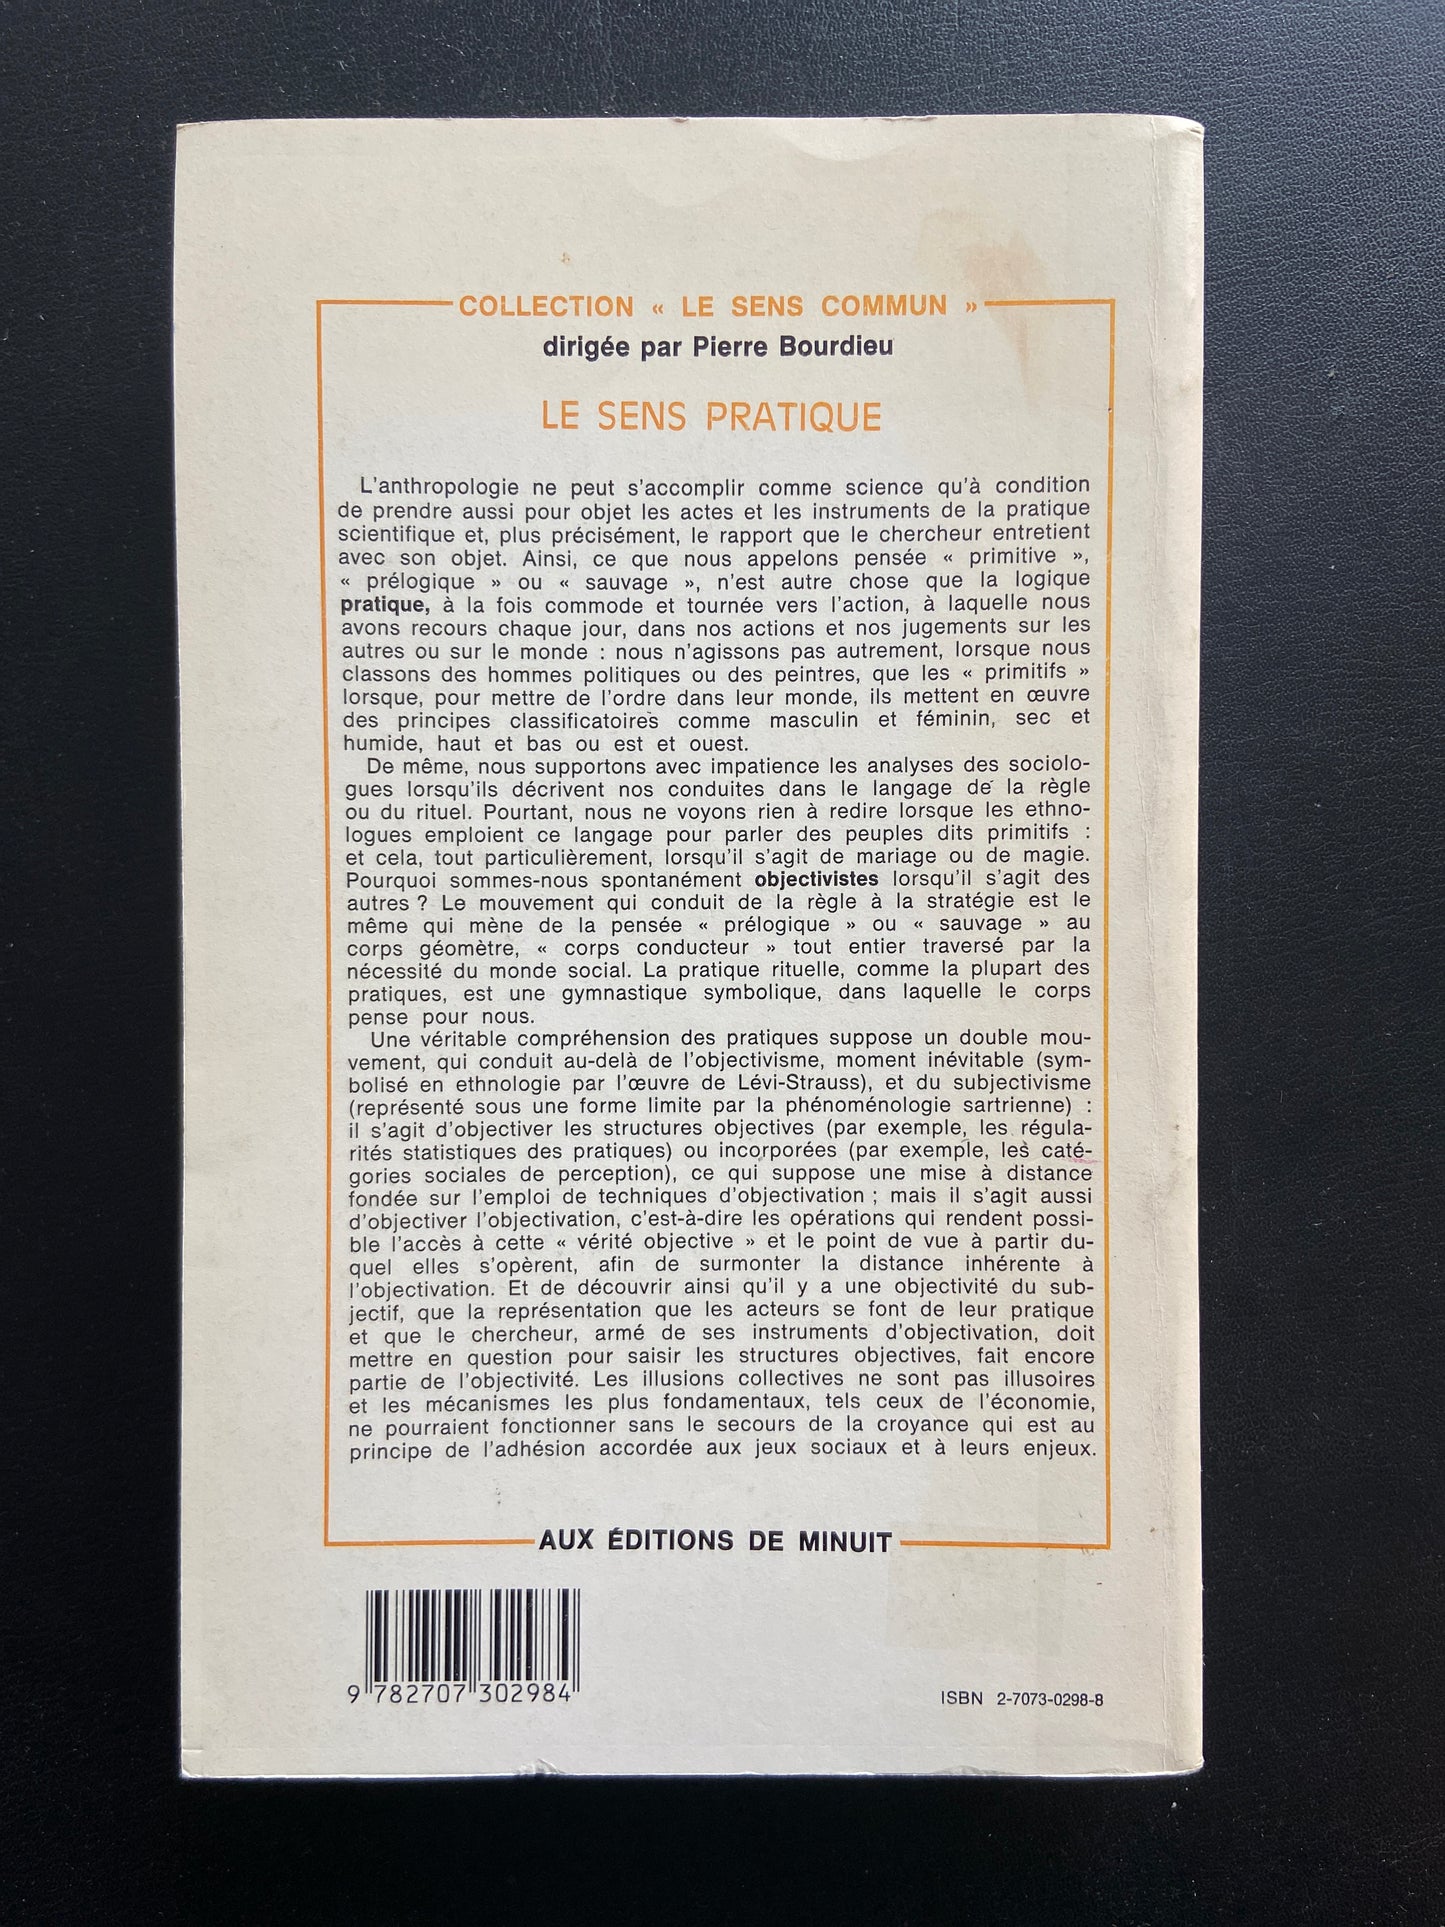 COLLECTION « LE SENS COMMUN »
dirigée par Pierre Bourdieu
LE SENS PRATIQUE
L'anthropologie ne peut s'accomplir comme science qu'à condition
de prendre aussi pour objet les actes et les instruments de la pratique
scientifique et, plus précisément, le rapport que le chercheur entretient
avec son objet. Ainsi, ce que nous appelons pensée « primitive »,
« prélogique » ou « sauvage », n'est autre chose que la logique
pratique, à la fois commode et tournée vers l'action, à laquelle nous
avons recours chaque jour, dans nos actions et nos jugements sur les
autres ou sur le monde : nous n'agissons pas autrement, lorsque nous
classons des hommes politiques ou des peintres, que les « primitifs »
lorsque, pour mettre de l'ordre dans leur monde, ils mettent en œuvre
des principes classificatoires comme masculin et féminin, sec et
humide, haut et bas ou est et ouest.
De même, nous supportons avec impatience les analyses des sociolo-
gues lorsqu'ils décrivent nos conduites dans le langage de la règle
ou du rituel. Pourtant, nous ne voyons rien à redire lorsque les ethno-
logues emploient ce langage pour parler des peuples dits primitifs :
et cela, tout particulièrement, lorsqu'il s'agit de mariage ou de magie.
Pourquoi sommes-nous spontanément objectivistes lorsqu'il s'agit des
autres ? Le mouvement qui conduit de la règle à la stratégie est le
même qui mène de la pensée « prélogique » ou « sauvage » au
corps géomètre, « corps conducteur » tout entier traversé par la
nécessité du monde social. La pratique rituelle, comme la plupart des
pratiques, est une gymnastique symbolique, dans laquelle le corps
pense pour nous.
Une véritable compréhension des pratiques suppose un double mou-
vement, qui conduit au-delà de l'objectivisme, moment inévitable (sym-
bolisé en ethnologie par l'œuvre de Lévi-Strauss), et du subjectivisme
(représenté sous une forme limite par la phénoménologie sartrienne) :
il s'agit d'objectiver les structures objectives (par exemple, les régula-
rités statistiques des pratiques) ou incorporées (par exemple, les caté-
gories sociales de perception), ce qui suppose une mise à distance
fondée sur l'emploi de techniques d'objectivation ; mais il s'agit aussi
d'objectiver l'objectivation, c'est-à-dire les opérations qui rendent possi-
ble l'accès à cette « vérité objective » et le point de vue à partir du-
quel elles s'opèrent, afin de surmonter la distance inhérente à
l'objectivation. Et de découvrir ainsi qu'il y a une objectivité du sub-
jectif, que la représentation que les acteurs se font de leur pratique
et que le chercheur, armé de ses instruments d'objectivation, doit
mettre en question pour saisir les structures objectives, fait encore
partie de l'objectivité. Les illusions collectives ne sont pas illusoires
et les mécanismes les plus fondamentaux, tels ceux de l'économie,
ne pourraient fonctionner sans le secours de la croyance qui est au
principe de l'adhésion accordée aux jeux sociaux et à leurs enjeux.
AUX ÉDITIONS DE MINUIT
9 782707 302984
ISBN 2-7073-0298-8